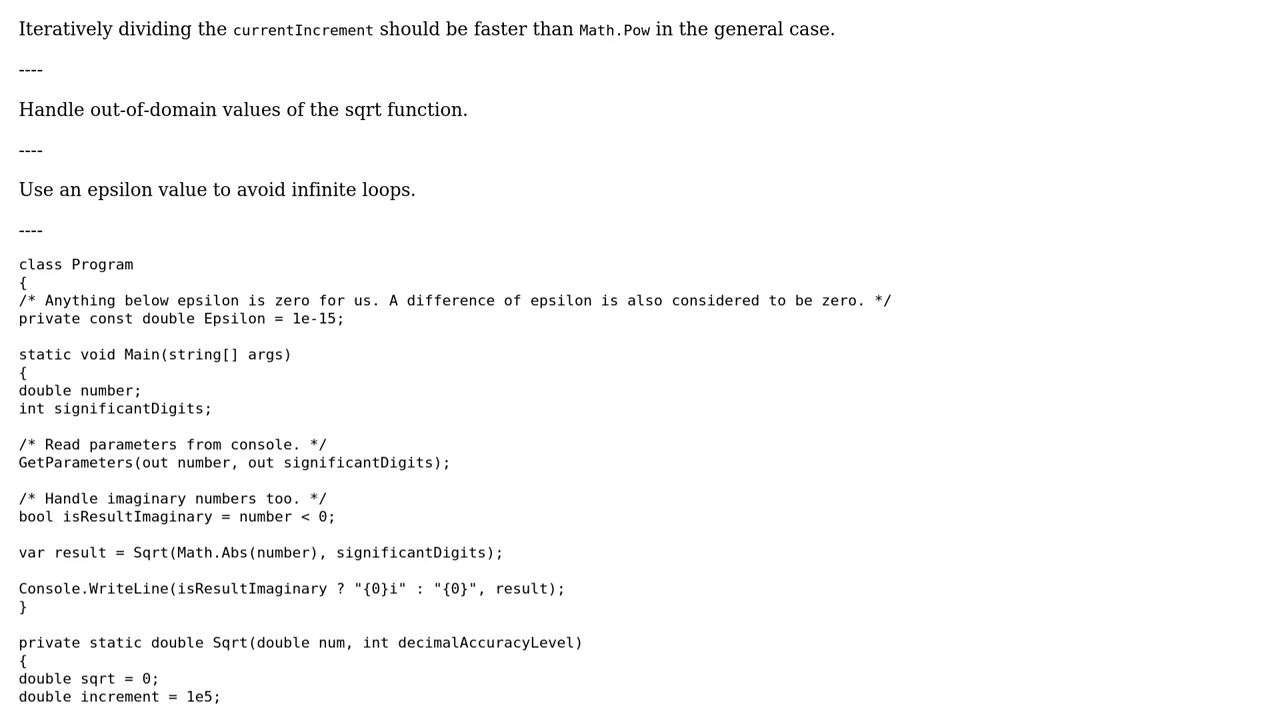 Iteratively dividing the currentIncrement should be faster than Math.Pow in the general case.
----
Handle out-of-domain values of the sqrt function.
----
Use an epsilon value to avoid infinite loops.
----
class Program
{
/* Anything below epsilon is zero for us. A difference of epsilon is also considered to be zero. */
private const double Epsilon = 1e-15;
static void Main(string[] args)
{
double number;
int significantDigits;
/* Read parameters from console. */
GetParameters(out number, out significantDigits);
/* Handle imaginary numbers too. */
bool isResultImaginary = number < 0;
var result = Sqrt(Math.Abs(number), significantDigits);
Console.WriteLine(isResultImaginary ? "{0}i" : "{0}", result);
}
private static double Sqrt(double num, int decimalAccuracyLevel)
{
double sqrt = 0;
double increment = 1e5;